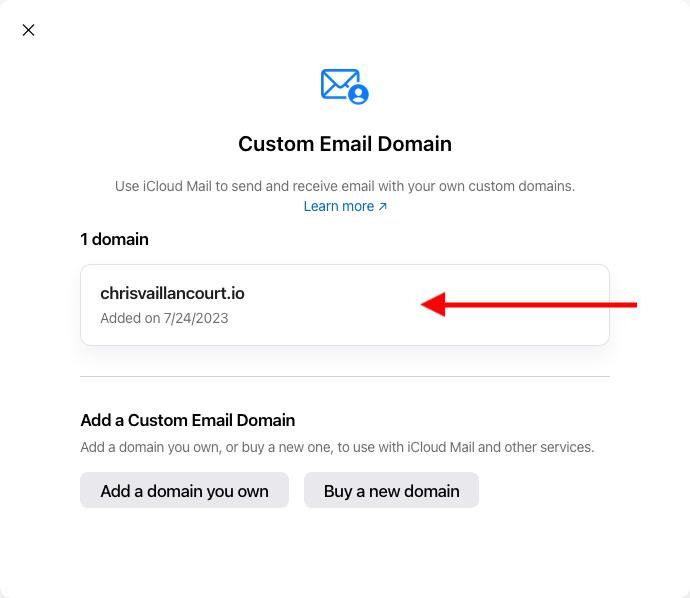 Custom Email Domain
Use iCloud Mail to send and receive email with your own custom domains.
Learn more ↗
1 domain
chrisvaillancourt.io
Added on 7/24/2023
Add a Custom Email Domain
Add a domain you own, or buy a new one, to use with iCloud Mail and other services.
Add a domain you own
Buy a new domain